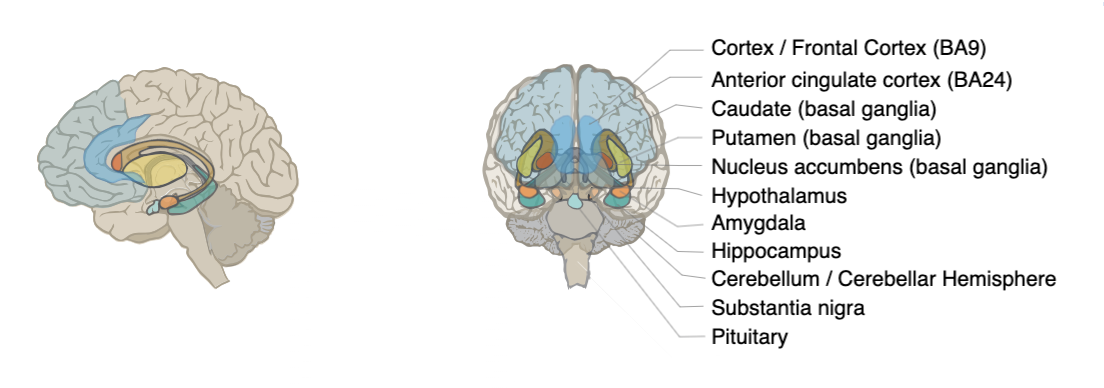 Cortex / Frontal Cortex (BA9)
Anterior cingulate cortex (BA24)
Caudate (basal ganglia)
Putamen (basal ganglia)
Nucleus accumbens (basal ganglia)
Hypothalamus
Amygdala
Hippocampus
Cerebellum / Cerebellar Hemisphere
Substantia nigra
Pituitary